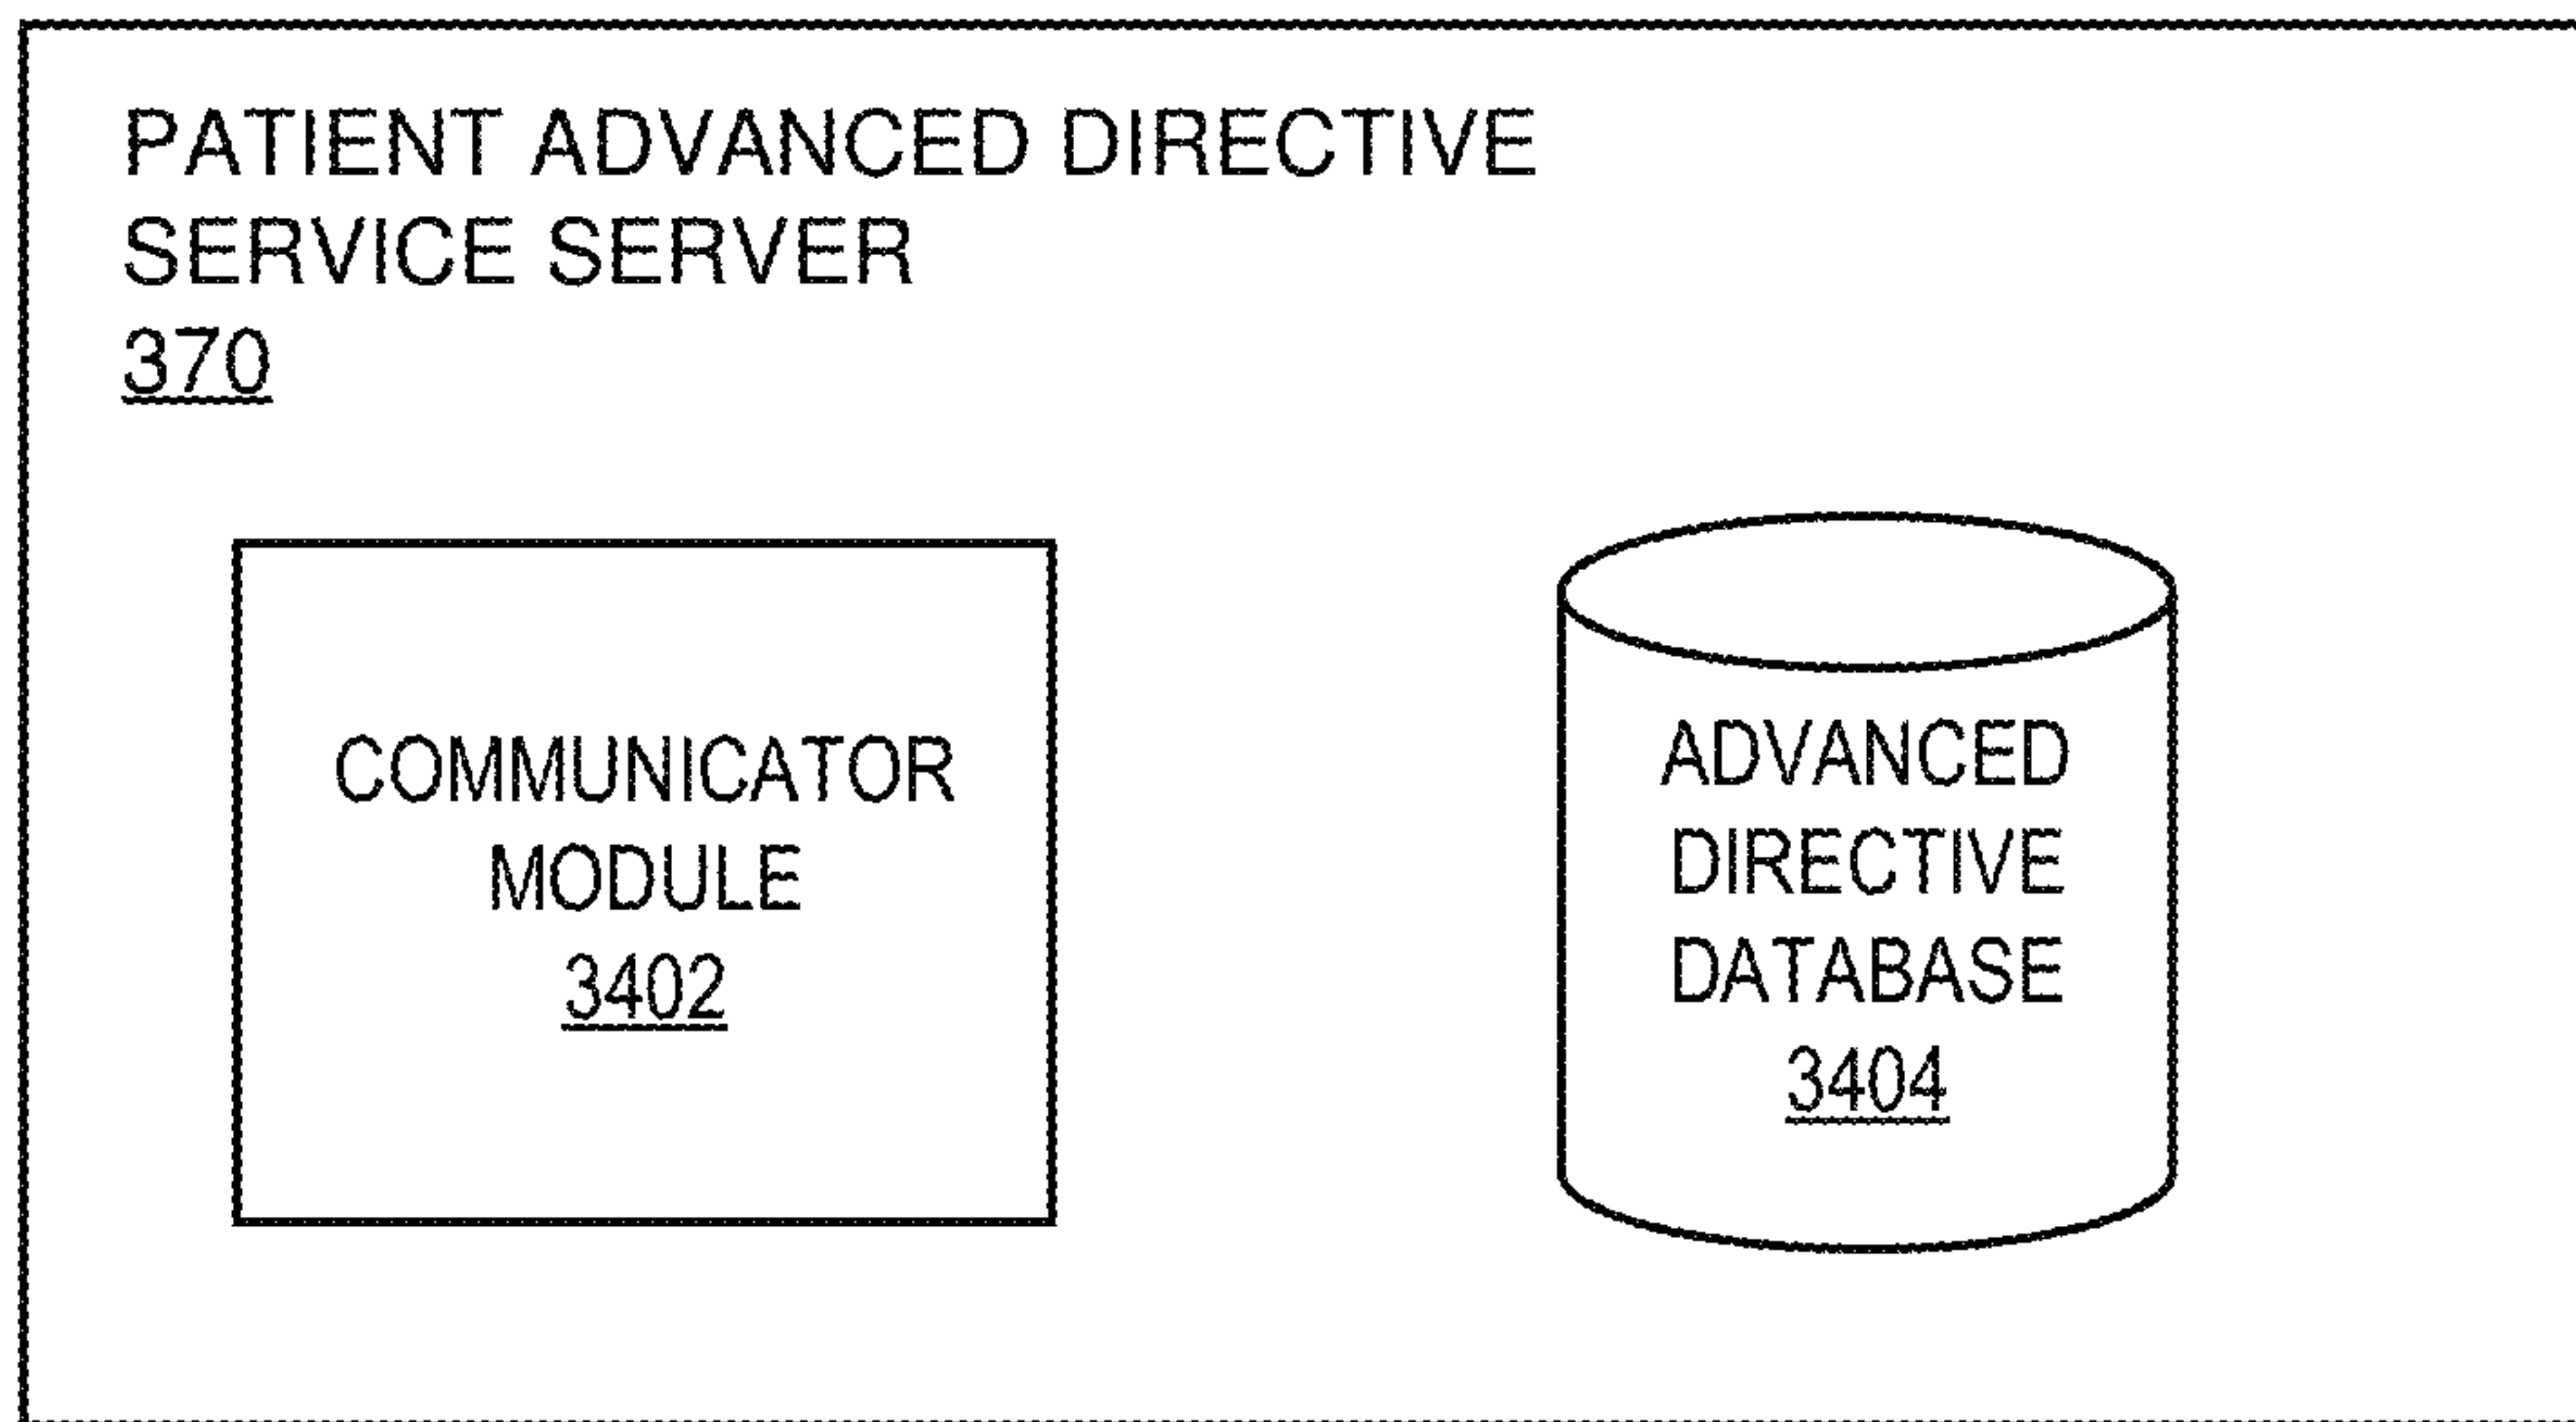 PATIENT ADVANCED DIRECTIVE
SERVICE SERVER
370
COMMUNICATOR
MODULE
3402
ADVANCED
DIRECTIVE
DATABASE
3404